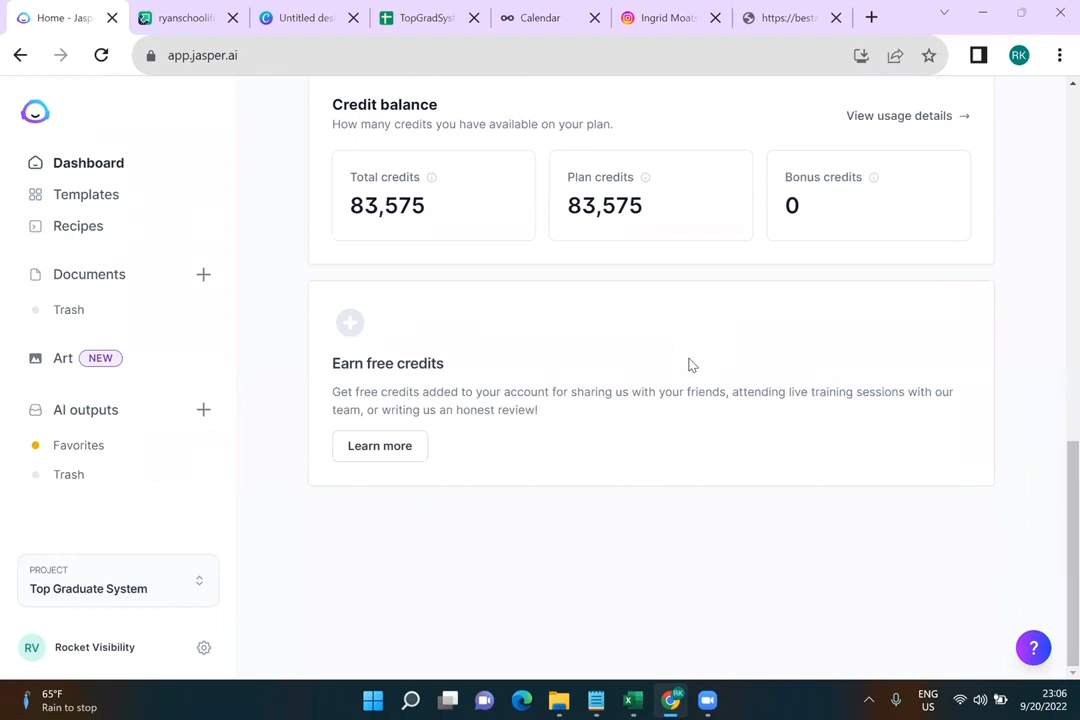 Home - Jasp
ryanschoolif
Untitled des
TopGradSyst
Calendar
Ingrid Moats
https://besta
app.jasper.ai
RK
Dashboard
Templates
Recipes
Documents
Trash
Art NEW
AI outputs
Favorites
Trash
PROJECT
Top Graduate System
RV Rocket Visibility
Credit balance
How many credits you have available on your plan.
View usage details →
Total credits
83,575
Plan credits
83,575
Bonus credits
0
Earn free credits
Get free credits added to your account for sharing us with your friends, attending live training sessions with our
team, or writing us an honest review!
Learn more
?
65°F
Rain to stop
RK
ENG
US
23:06
9/20/2022